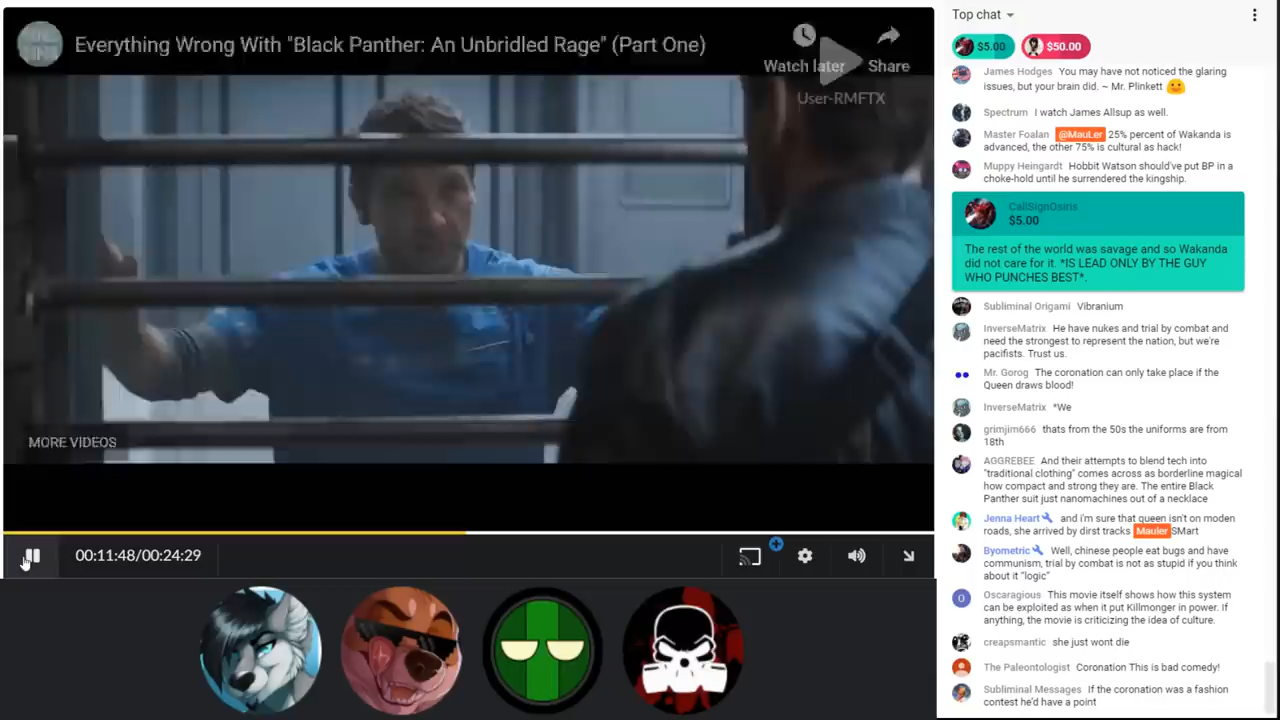 Everything Wrong With "Black Panther: An Unbridled Rage" (Part One)
Watch later
Share
User-RMFTX
MORE VIDEOS
00:11:48/00:24:29
Top chat
$5.00
$50.00
James Hodges You may have not noticed the glaring
issues, but your brain did. ~ Mr. Plinkett
Spectrum I watch James Allsup as well.
Master Foalan @MauLer 25% percent of Wakanda is
advanced, the other 75% is cultural as hack!
Muppy Heingardt Hobbit Watson should've put BP in a
choke-hold until he surrendered the kingship.
CallSignOsiris
$5.00
The rest of the world was savage and so Wakanda
did not care for it. *IS LEAD ONLY BY THE GUY
WHO PUNCHES BEST*.
Subliminal Origami Vibranium
InverseMatrix He have nukes and trial by combat and
need the strongest to represent the nation, but we're
pacifists. Trust us.
Mr. Gorog The coronation can only take place if the
Queen draws blood!
InverseMatrix *We
grimjim666 thats from the 50s the uniforms are from
18th
AGGREBEE And their attempts to blend tech into
"traditional clothing" comes across as borderline magical
how compact and strong they are. The entire Black
Panther suit just nanomachines out of a necklace
Jenna Heart and i'm sure that queen isn't on moden
roads, she arrived by dirst tracks Mauler SMart
Byometric Well, chinese people eat bugs and have
communism, trial by combat is not as stupid if you think
about it "logic"
O
Oscaragious This movie itself shows how this system
can be exploited as when it put Killmonger in power. If
anything, the movie is criticizing the idea of culture.
creapsmantic she just wont die
The Paleontologist Coronation This is bad comedy!
Subliminal Messages If the coronation was a fashion
contest he'd have a point